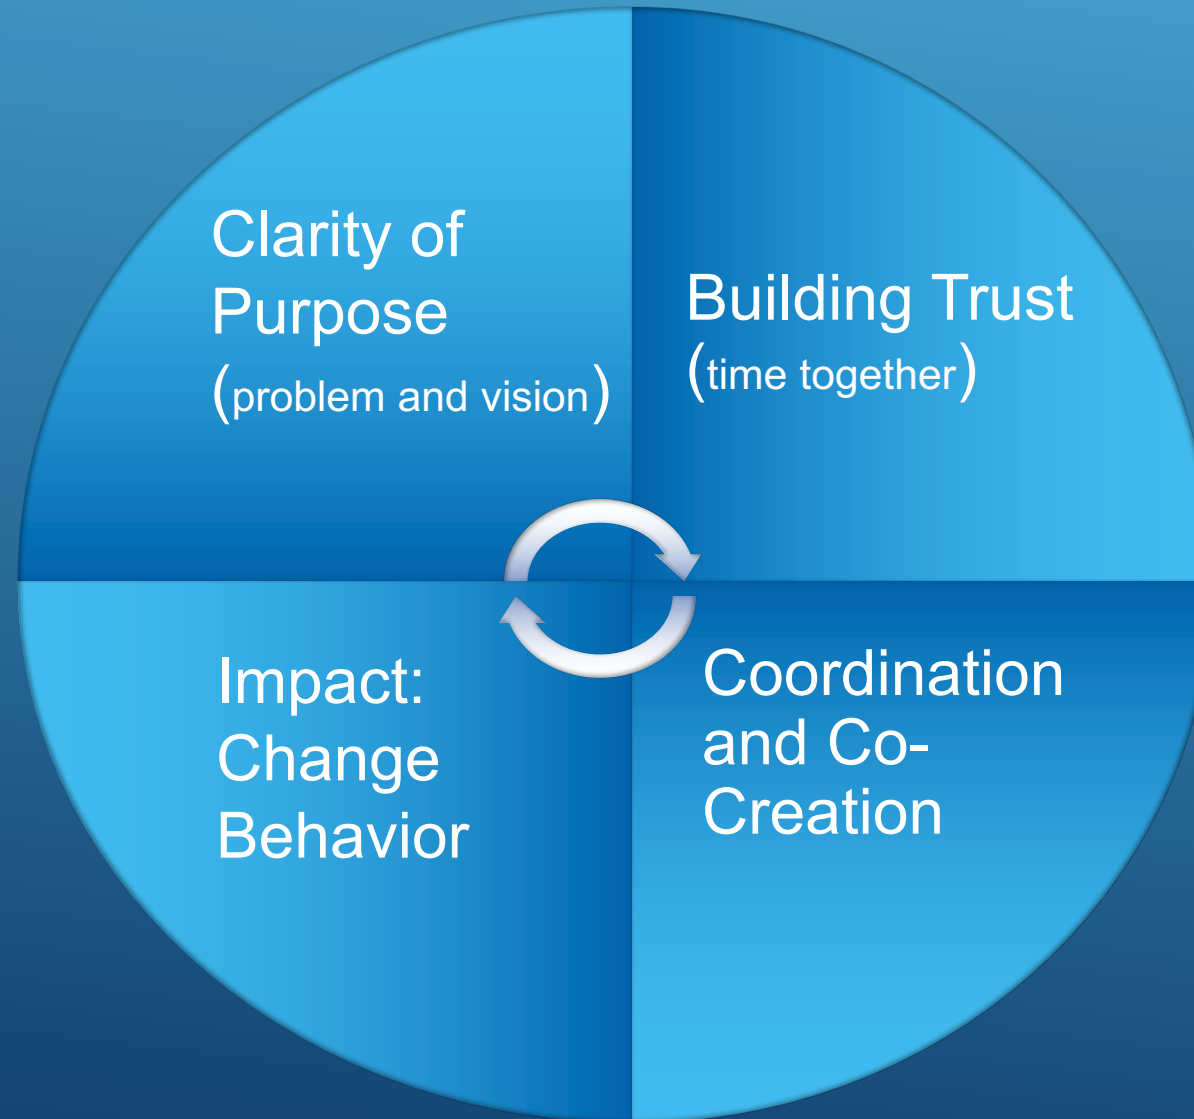 Clarity of
Purpose
(problem and vision)
Building Trust
(time together)
Impact:
Change
Behavior
Coordination
and Co-
Creation